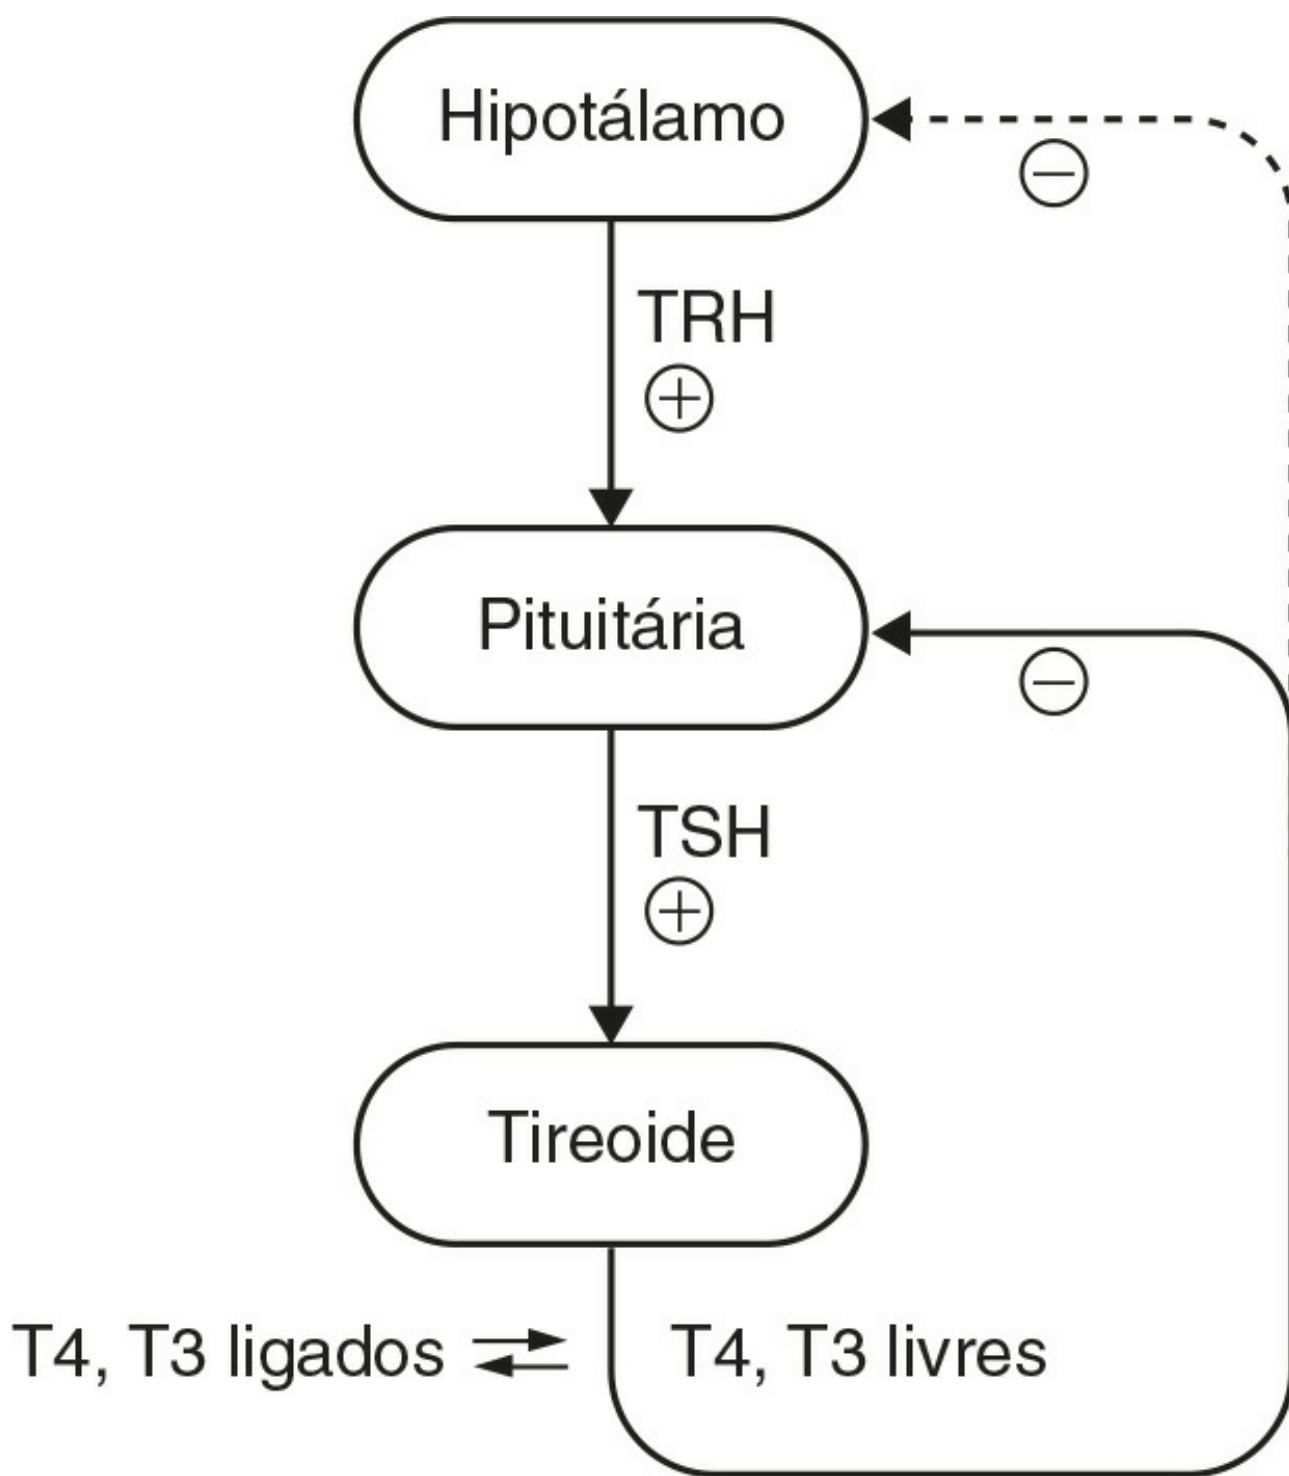 Hipotálamo
−
TRH
+
Pituitária
−
TSH
+
Tireoide
T4, T3 ligados ⇌ T4, T3 livres